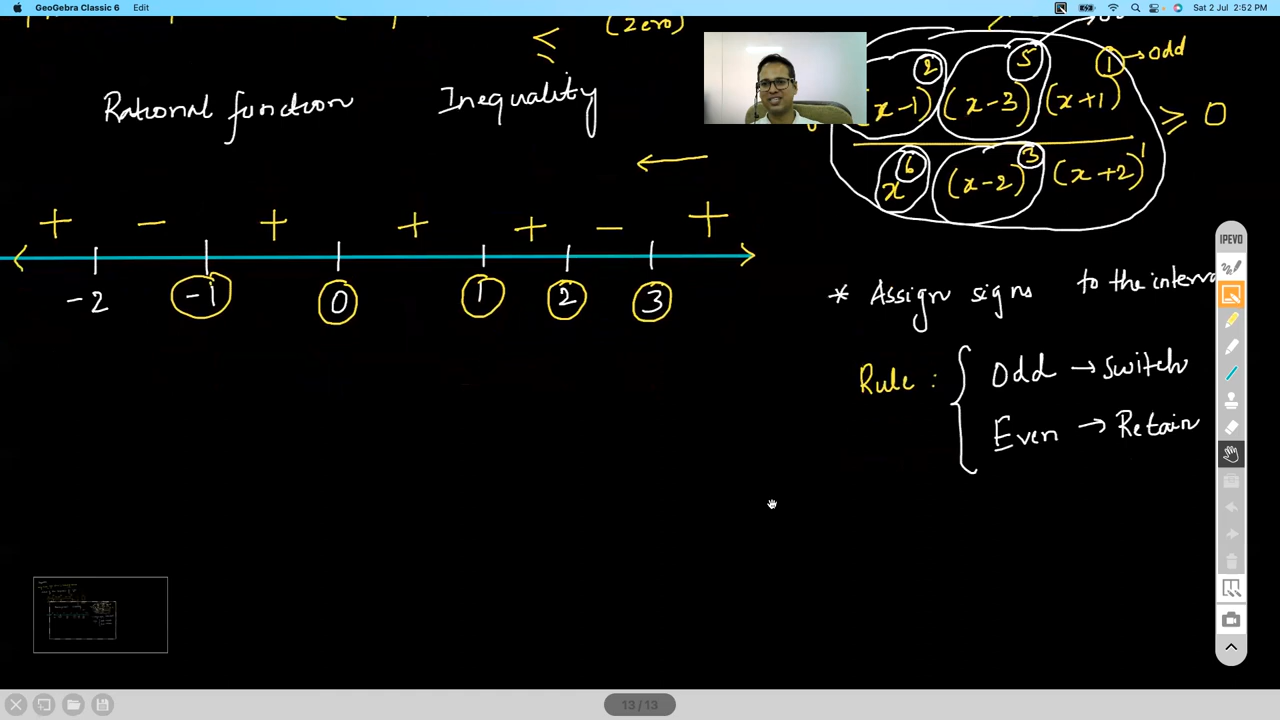 GeoGebra Classic 6 Edit Sat 2 Jul 2:52 PM
≤ (Zero)
Rational function Inequality
(x-1)² (x-3)⁵ (x+1)¹ → odd
x⁶ (x-2)³ (x+2)¹ ≥ 0
+ - + + + - +
-2 -1 0 1 2 3
* Assign signs to the interva
Rule : { Odd → Switch
Even → Retain
IPEVO
13/13